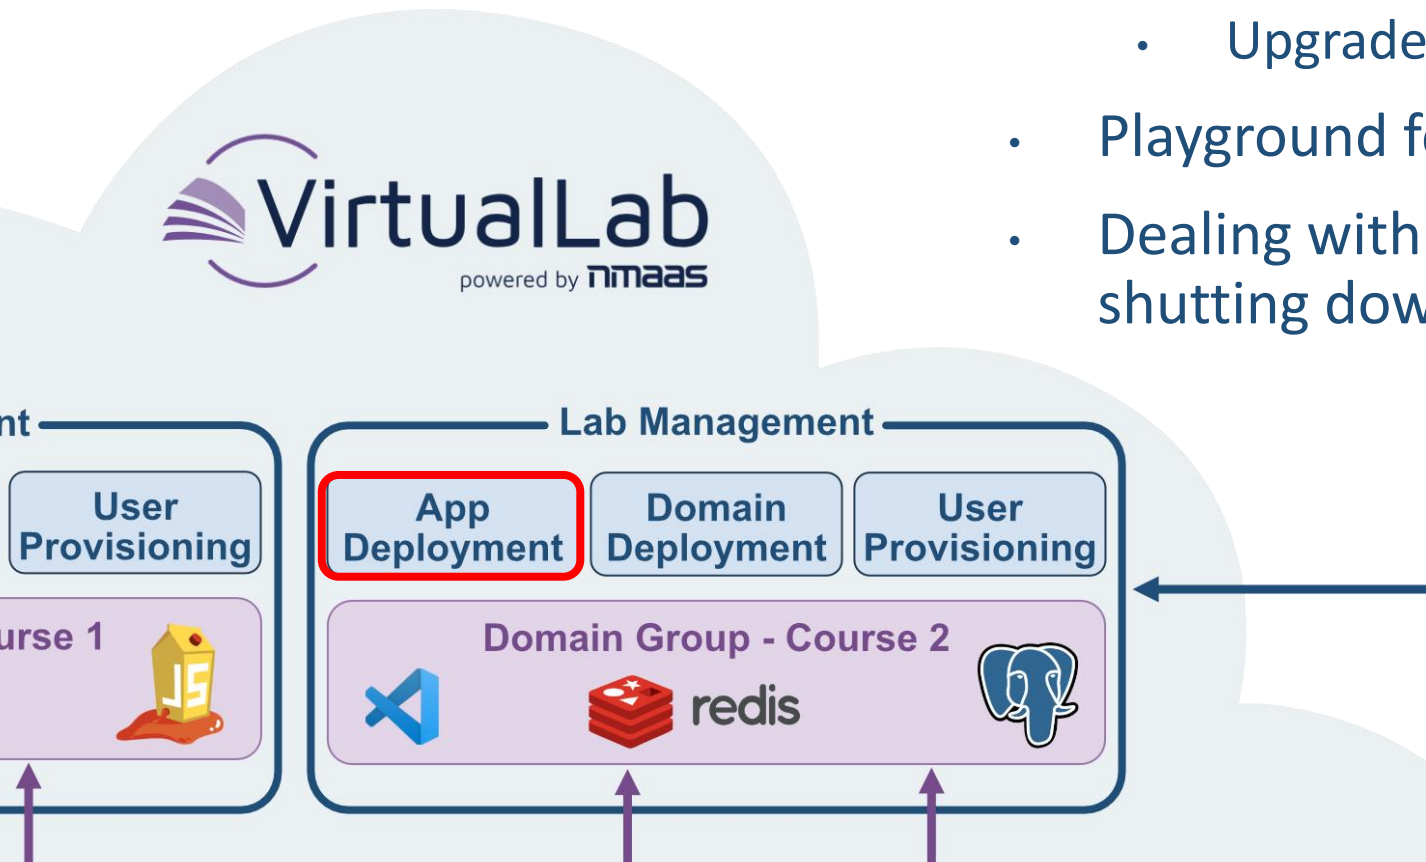 Upgrade
Playground f
Dealing with
shutting dow
VirtualLab
powered by nmaas
nt
Lab Management
User
Provisioning
App
Deployment
Domain
Deployment
User
Provisioning
urse 1
JS
Domain Group - Course 2
redis